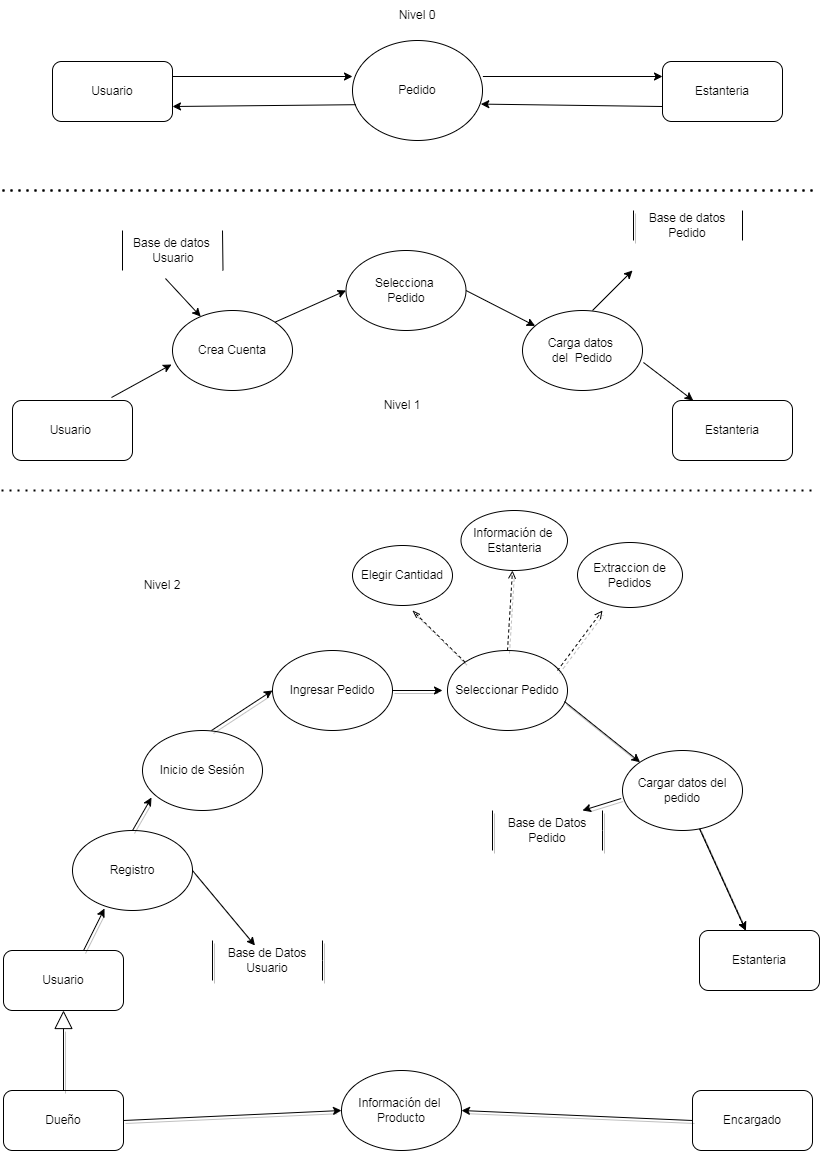 Nivel 0
Usuario
Pedido
Estanteria
Base de datos
Usuario
Selecciona
Pedido
Base de datos
Pedido
Crea Cuenta
Carga datos
del Pedido
Usuario
Nivel 1
Estanteria
Nivel 2
Elegir Cantidad
Información de
Estanteria
Extraccion de
Pedidos
Ingresar Pedido
Seleccionar Pedido
Inicio de Sesión
Cargar datos del
pedido
Base de Datos
Pedido
Registro
Base de Datos
Usuario
Usuario
Estanteria
Dueño
Información del
Producto
Encargado